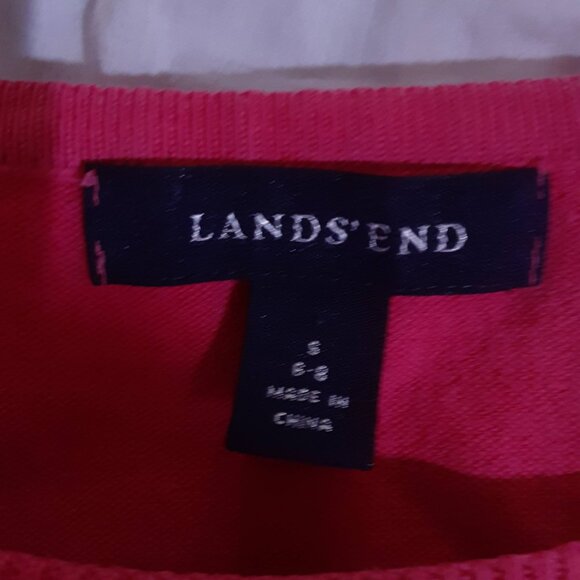 LANDS' END
S
6-8
MADE IN
CHINA